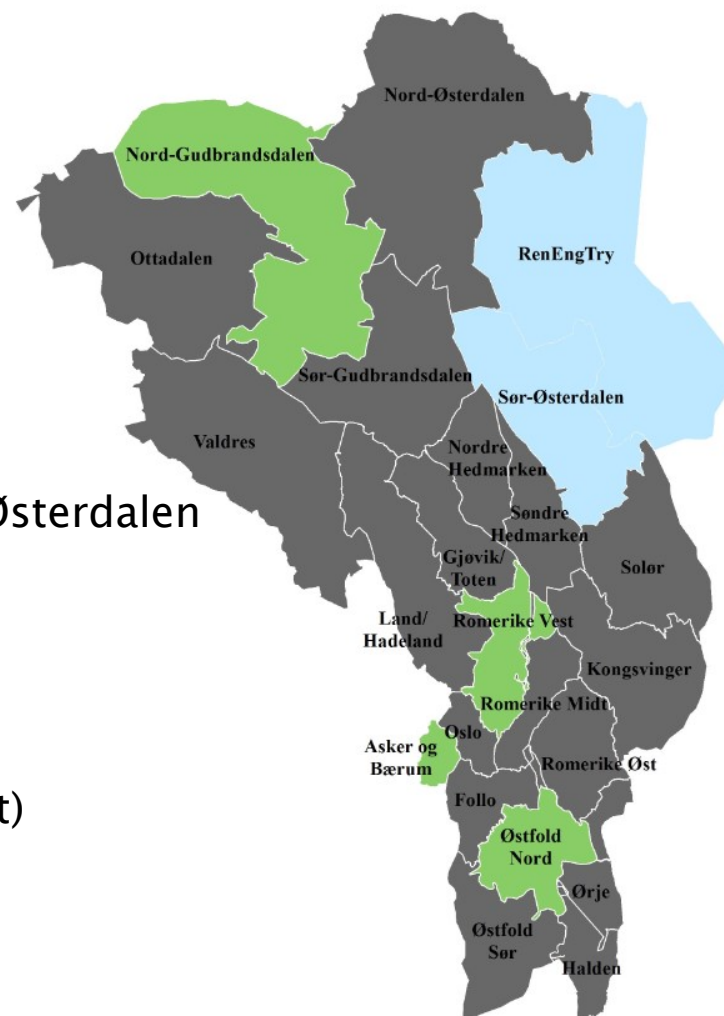 Nord-Østerdalen
Nord-Gudbrandsdalen
RenEngTry
Ottadalen
Sør-Gudbrandsdalen
Sør-Østerdalen
Valdres
Nordre
Hedmarken
Østerdalen
Søndre
Hedmarken
Gjøvik/
Toten
Solør
Land/
Hadeland
Romerike Vest
Kongsvinger
Romerike Midt
Oslo
Asker og
Bærum
Romerike Øst
t)
Follo
Østfold
Nord
Ørje
Østfold
Sør
Halden